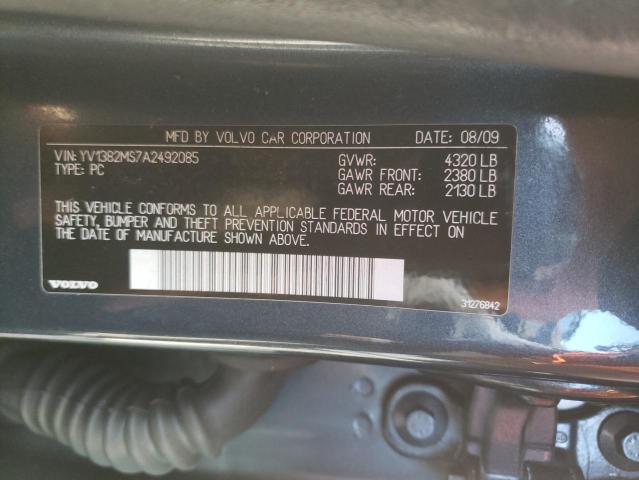 MFD BY VOLVO CAR CORPORATION DATE: 08/09
VIN: YV1382MS7A2492085 GVWR: 4320 LB
TYPE: PC GAWR FRONT: 2380 LB
GAWR REAR: 2130 LB
THIS VEHICLE CONFORMS TO ALL APPLICABLE FEDERAL MOTOR VEHICLE
SAFETY, BUMPER AND THEFT PREVENTION STANDARDS IN EFFECT ON
THE DATE OF MANUFACTURE SHOWN ABOVE.
VOLVO 31276842